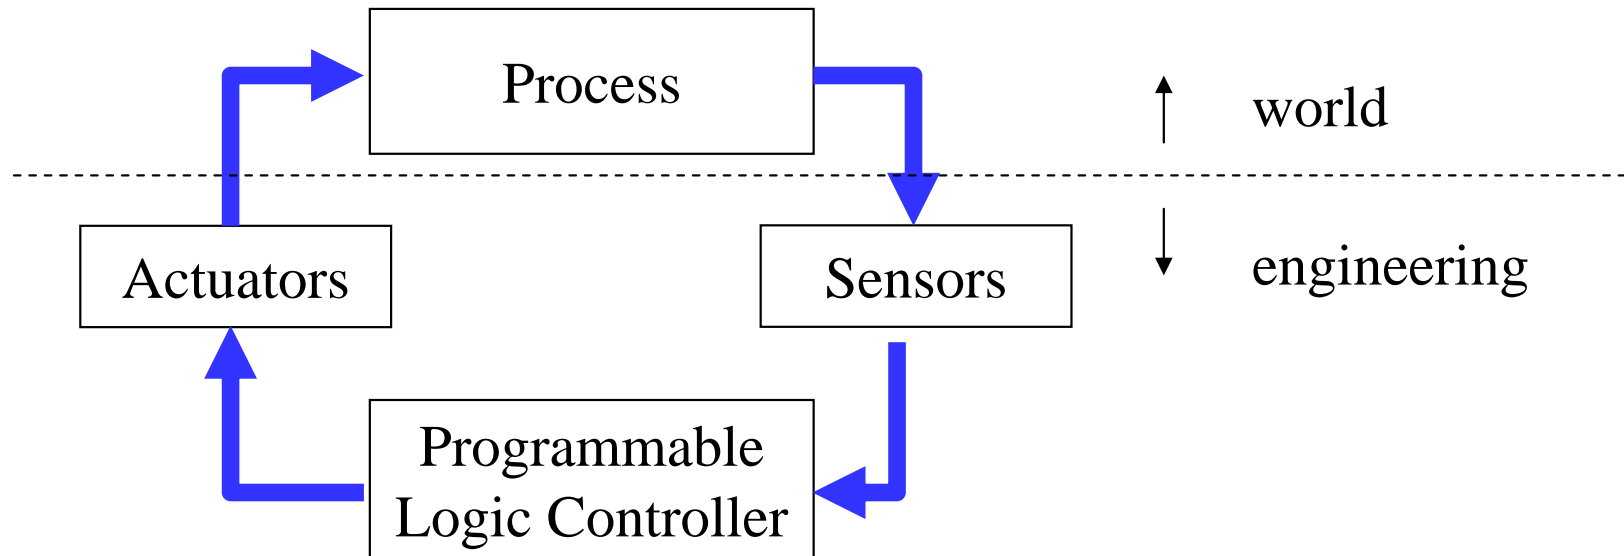 Process
world
Actuators
Sensors
engineering
Programmable
Logic Controller